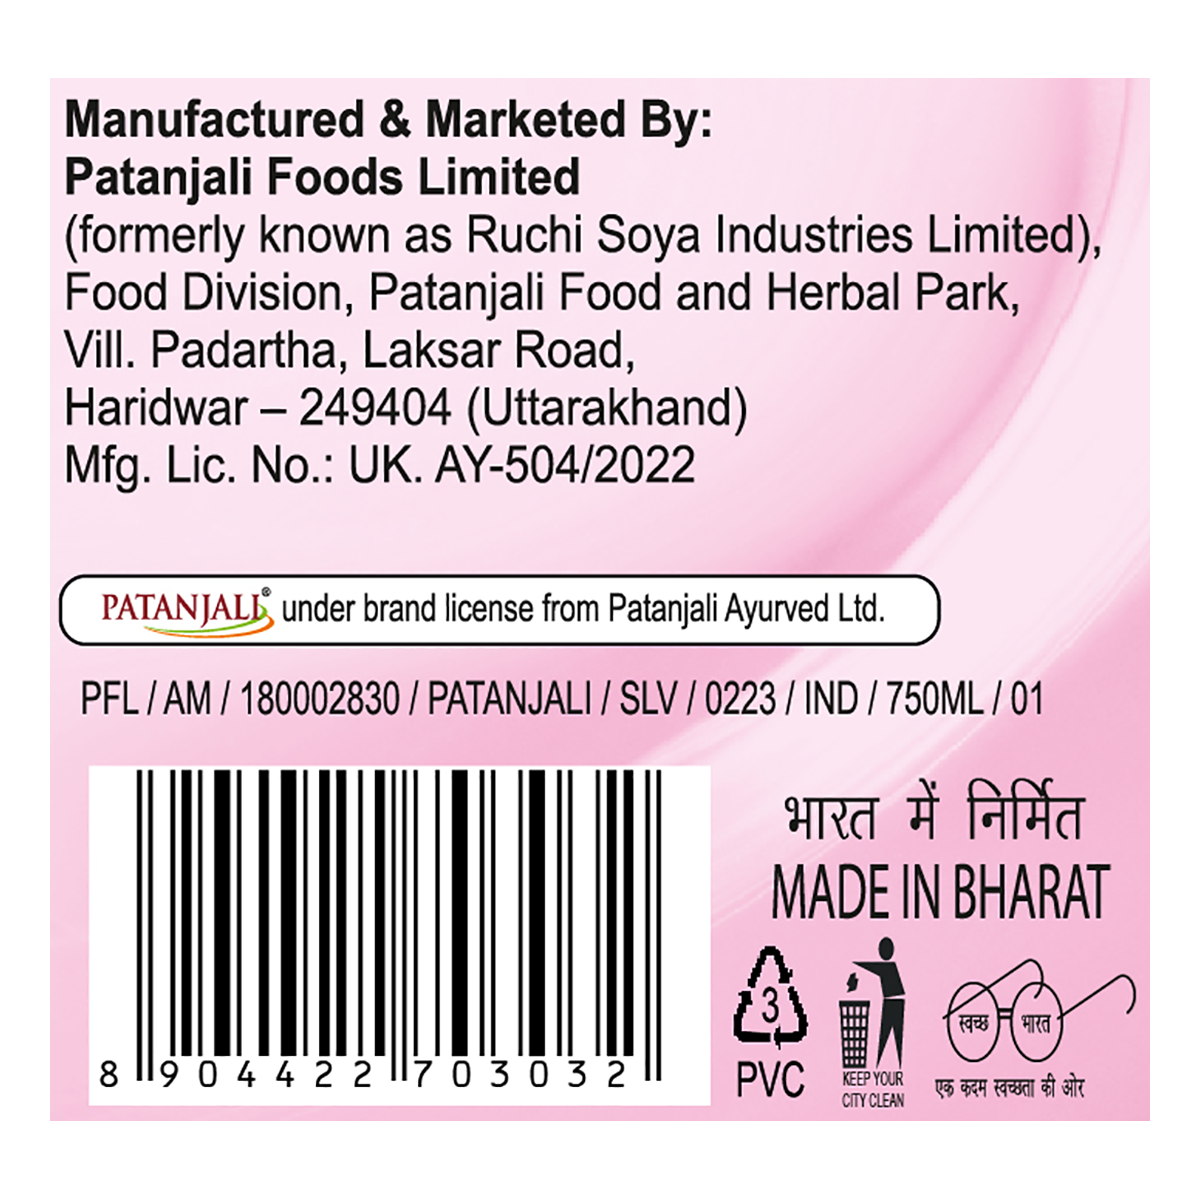 Manufactured & Marketed By:
Patanjali Foods Limited
(formerly known as Ruchi Soya Industries Limited),
Food Division, Patanjali Food and Herbal Park,
Vill. Padartha, Laksar Road,
Haridwar – 249404 (Uttarakhand)
Mfg. Lic. No.: UK. AY-504/2022
PATANJALI® under brand license from Patanjali Ayurved Ltd.
PFL / AM / 180002830 / PATANJALI / SLV / 0223 / IND / 750ML / 01
8 904422 703032
भारत में निर्मित
MADE IN BHARAT
3
PVC
KEEP YOUR
CITY CLEAN
स्वच्छ भारत
एक कदम स्वच्छता की ओर